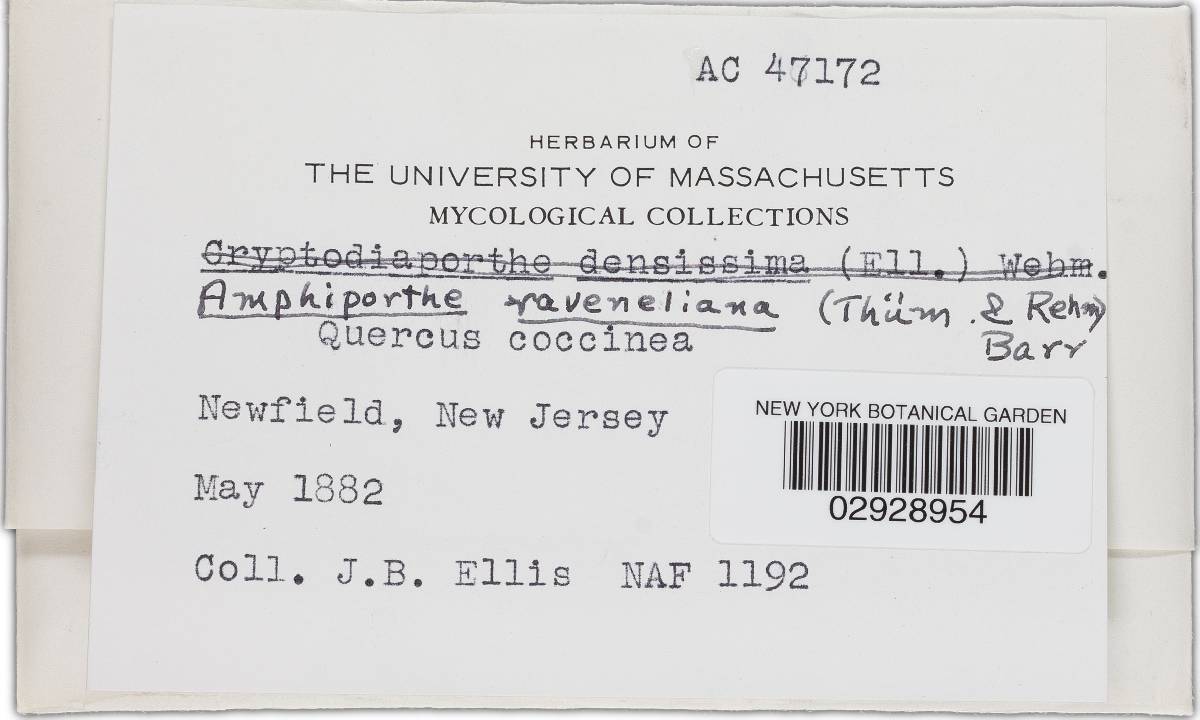 AC 47172
HERBARIUM OF
THE UNIVERSITY OF MASSACHUSETTS
MYCOLOGICAL COLLECTIONS
Cryptodiaporthe densissima (Ell.) Wehm.
Amphiporthe raveneliana (Thüm. & Rehm)
Barr
Quercus coccinea
Newfield, New Jersey
May 1882
Coll. J.B. Ellis NAF 1192
NEW YORK BOTANICAL GARDEN
02928954